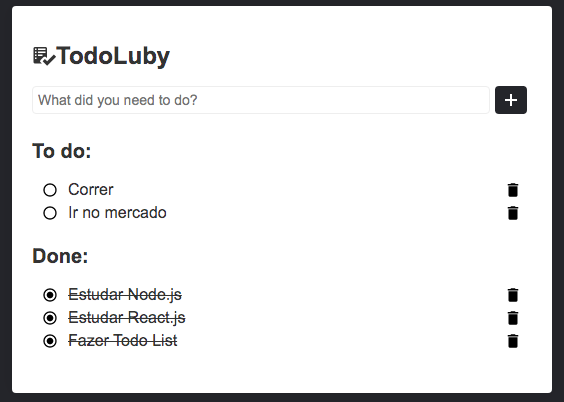 TodoLuby
What did you need to do?
To do:
Correr
Ir no mercado
Done:
Estudar Node.js
Estudar React.js
Fazer Todo List